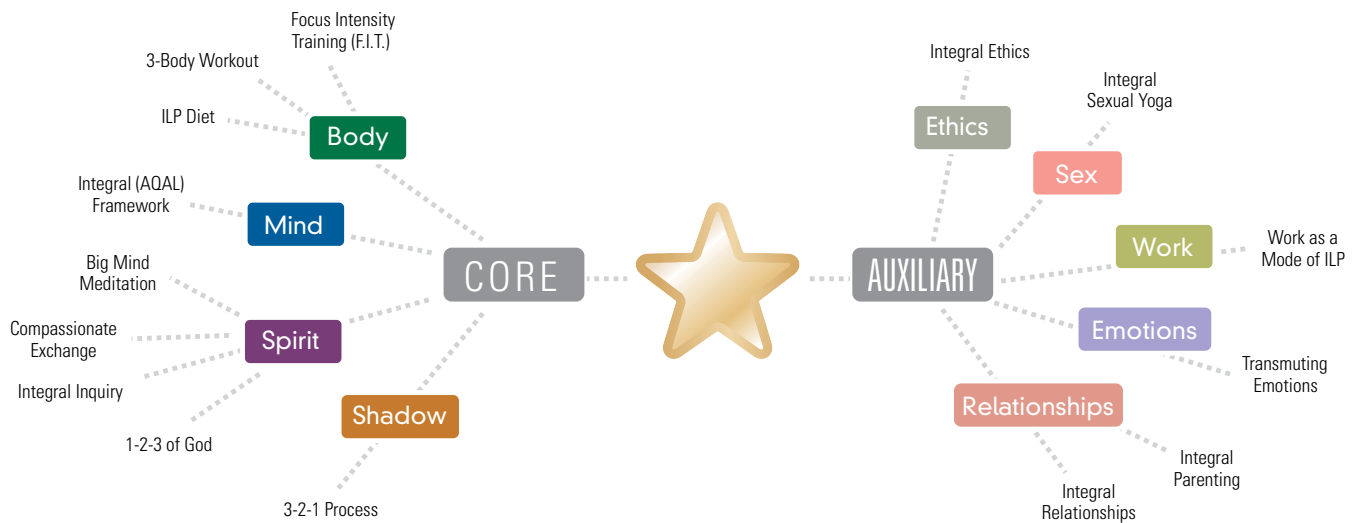 Focus Intensity
Training (F.I.T.)
3-Body Workout
ILP Diet
Body
Integral (AQAL)
Framework
Mind
Big Mind
Meditation
CORE
Compassionate
Exchange
Spirit
Integral Inquiry
1-2-3 of God
Shadow
3-2-1 Process
Integral Ethics
Ethics
Integral
Sexual Yoga
Sex
AUXILIARY
Work
Work as a
Mode of ILP
Emotions
Transmuting
Emotions
Relationships
Integral
Parenting
Integral
Relationships